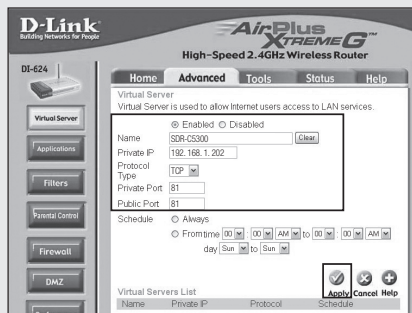 D-Link
Building Networks for People
AirPlus
XTREME G™
High-Speed 2.4GHz Wireless Router
DI-624
Home Advanced Tools Status Help
Virtual Server
Applications
Filters
Parental Control
Firewall
DMZ
Virtual Server
Virtual Server is used to allow Internet users access to LAN services.
Enabled Disabled
Name SDR-C5300 Clear
Private IP 192.168.1.202
Protocol Type TCP
Private Port 81
Public Port 81
Schedule Always
From time 00 : 00 AM to 00 : 00 AM
day Sun to Sun
Apply Cancel Help
Virtual Servers List
Name Private IP Protocol Schedule